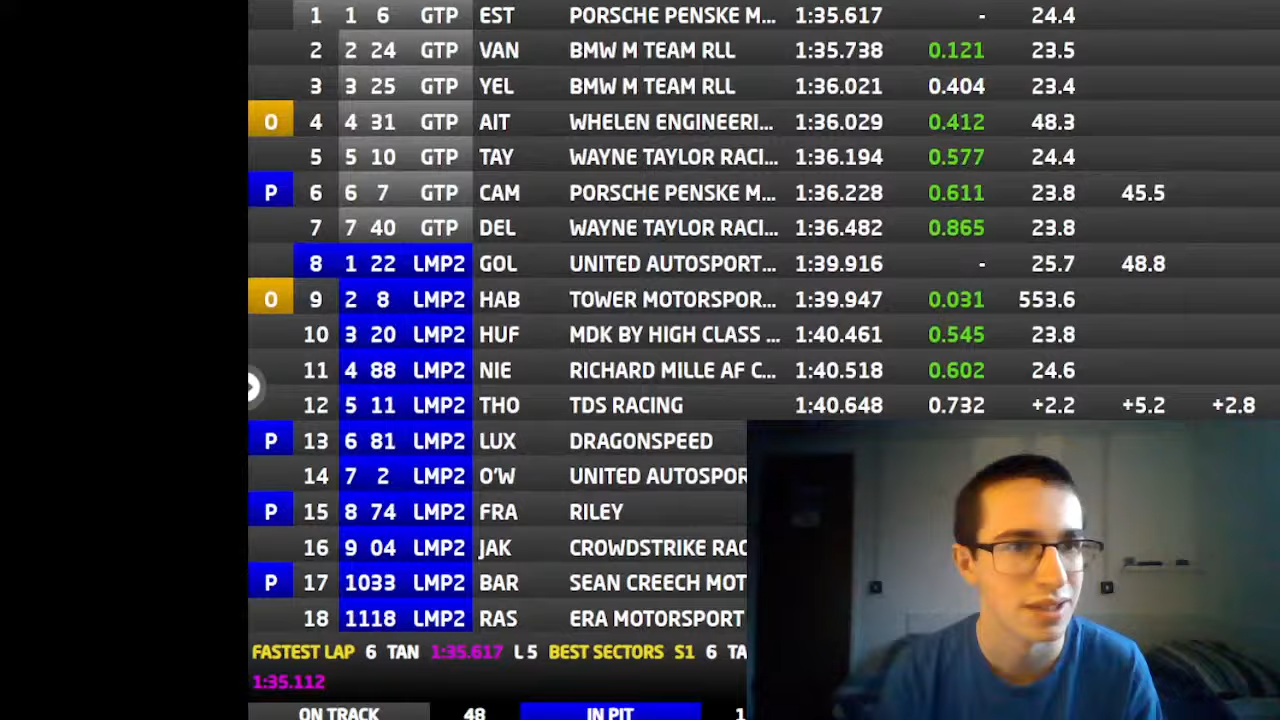 1 1 6 GTP EST PORSCHE PENSKE M... 1:35.617 - 24.4
2 2 24 GTP VAN BMW M TEAM RLL 1:35.738 0.121 23.5
3 3 25 GTP YEL BMW M TEAM RLL 1:36.021 0.404 23.4
O 4 4 31 GTP AIT WHELEN ENGINEERI... 1:36.029 0.412 48.3
5 5 10 GTP TAY WAYNE TAYLOR RACI... 1:36.194 0.577 24.4
P 6 6 7 GTP CAM PORSCHE PENSKE M... 1:36.228 0.611 23.8 45.5
7 7 40 GTP DEL WAYNE TAYLOR RACI... 1:36.482 0.865 23.8
8 1 22 LMP2 GOL UNITED AUTOSPORT... 1:39.916 - 25.7 48.8
O 9 2 8 LMP2 HAB TOWER MOTORSPOR... 1:39.947 0.031 553.6
10 3 20 LMP2 HUF MDK BY HIGH CLASS ... 1:40.461 0.545 23.8
11 4 88 LMP2 NIE RICHARD MILLE AF C... 1:40.518 0.602 24.6
12 5 11 LMP2 THO TDS RACING 1:40.648 0.732 +2.2 +5.2 +2.8
P 13 6 81 LMP2 LUX DRAGONSPEED
14 7 2 LMP2 O'W UNITED AUTOSPOR
P 15 8 74 LMP2 FRA RILEY
16 9 04 LMP2 JAK CROWDSTRIKE RAC
P 17 1033 LMP2 BAR SEAN CREECH MOT
18 1118 LMP2 RAS ERA MOTORSPORT
FASTEST LAP 6 TAN 1:35.617 L 5 BEST SECTORS S1 6 TA
1:35.112
ON TRACK 48 IN PIT 1